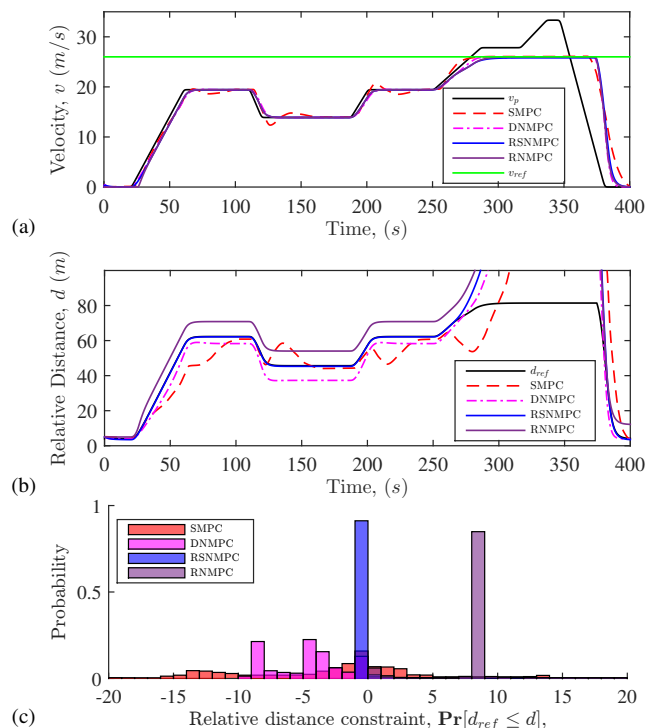 30
20
10
0
Velocity, v (m/s)
v_p
SMPC
DNMPC
RSNMPC
RNMPC
v_ref
0 50 100 150 200 250 300 350 400
(a)
Time, (s)
80
60
40
20
0
Relative Distance, d (m)
d_ref
SMPC
DNMPC
RSNMPC
RNMPC
0 50 100 150 200 250 300 350 400
(b)
Time, (s)
1
0.5
0
Probability
SMPC
DNMPC
RSNMPC
RNMPC
-20 -15 -10 -5 0 5 10 15 20
(c)
Relative distance constraint, Pr[d_ref ≤ d],